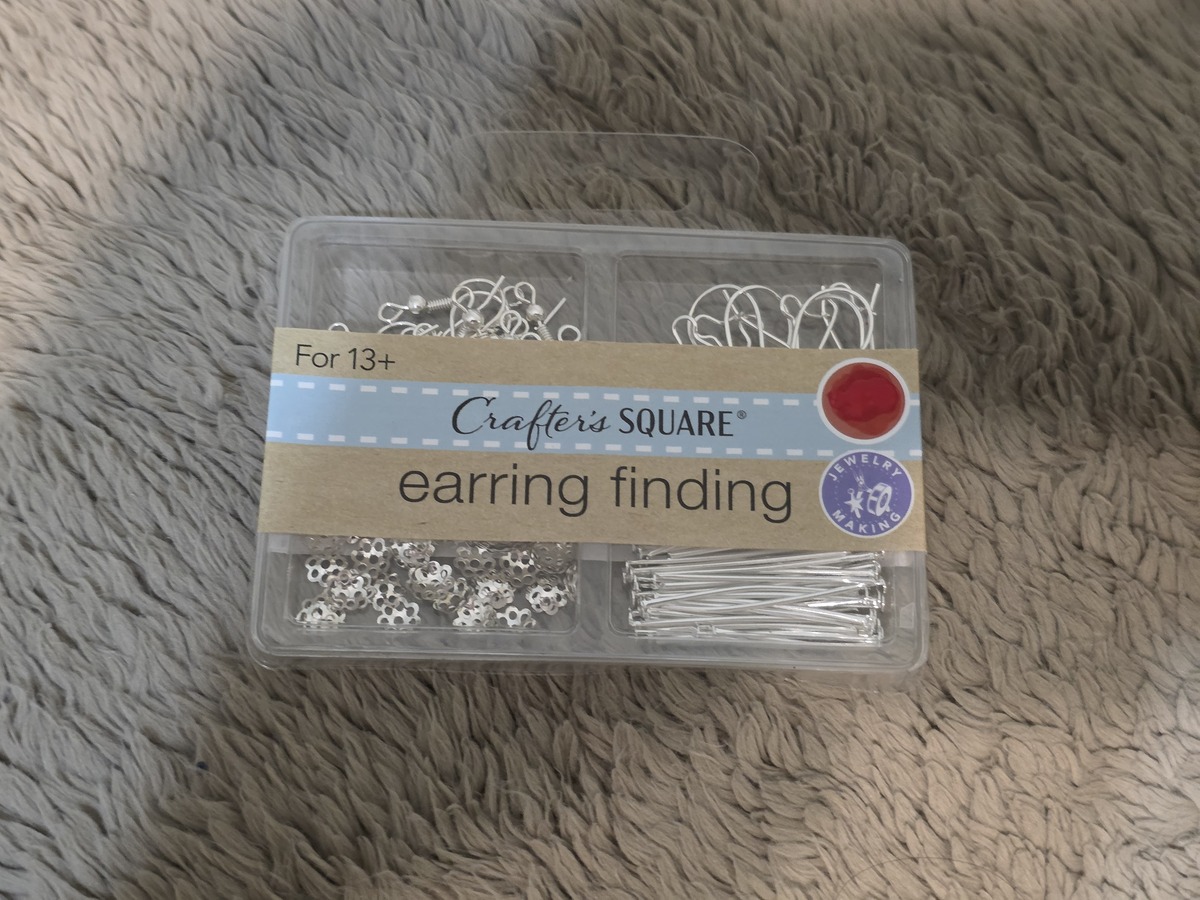 For 13+
Crafter's SQUARE®
earring finding
JEWELRY
MAKING